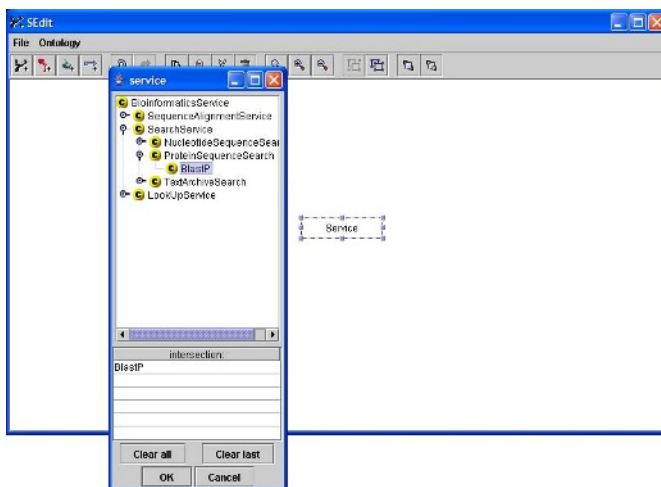 SEdit
File Ontology
service
BioinformaticsService
SequenceAlignmentService
SearchService
NucleotideSequenceSear
ProteinSequenceSearch
BlastP
TextArchiveSearch
LookUpService
Service
intersection:
BlastP
Clear all Clear last
OK Cancel